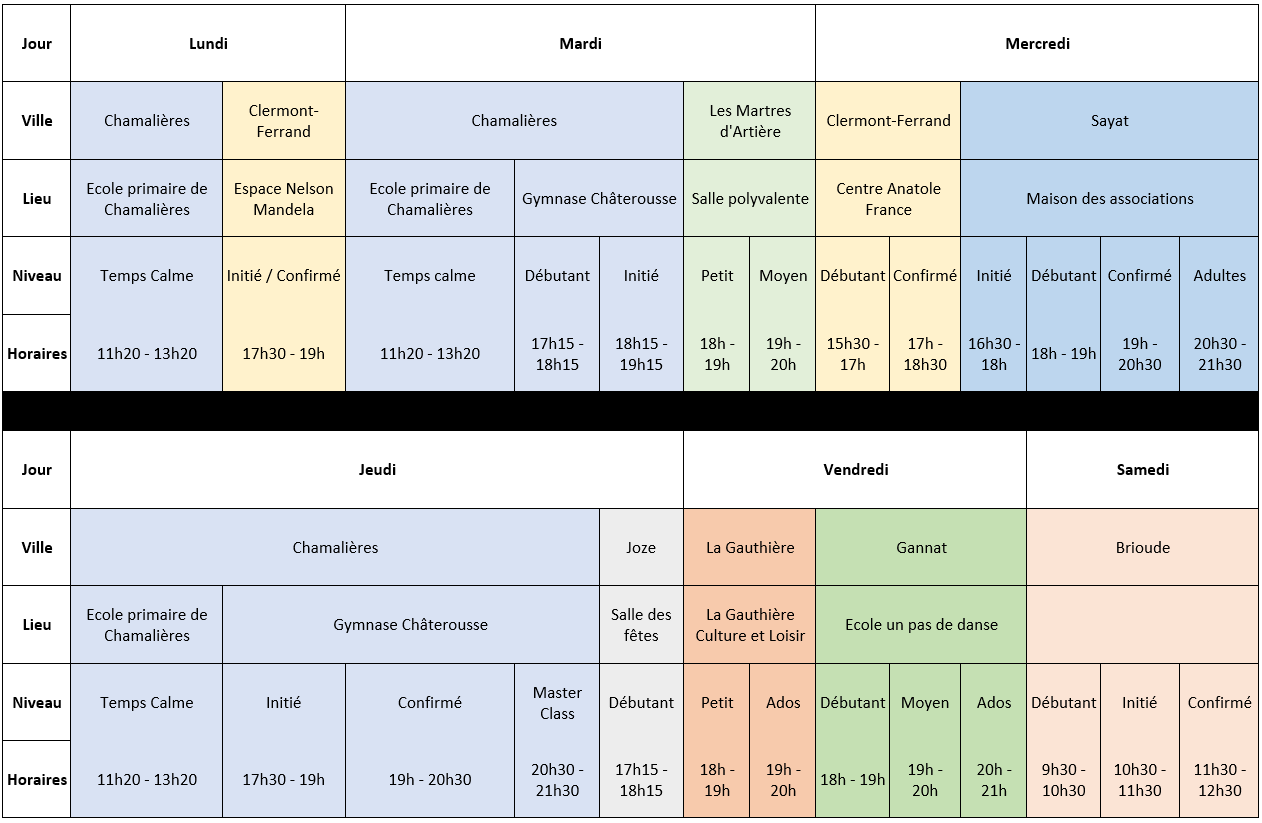 Jour Lundi Mardi Mercredi
Ville Chamalières Clermont-
Ferrand Chamalières Les Martres
d'Artière Clermont-Ferrand Sayat
Lieu Ecole primaire de
Chamalières Espace Nelson
Mandela Ecole primaire de
Chamalières Gymnase Châterousse Salle polyvalente Centre Anatole
France Maison des associations
Niveau Temps Calme Initié / Confirmé Temps calme Débutant Initié Petit Moyen Débutant Confirmé Initié Débutant Confirmé Adultes
Horaires 11h20 - 13h20 17h30 - 19h 11h20 - 13h20 17h15 -
18h15 18h15 -
19h15 18h -
19h 19h -
20h 15h30 -
17h 17h -
18h30 16h30 -
18h 18h - 19h 19h -
20h30 20h30 -
21h30
Jour Jeudi Vendredi Samedi
Ville Chamalières Joze La Gauthière Gannat Brioude
Lieu Ecole primaire de
Chamalières Gymnase Châterousse Salle des
fêtes La Gauthière
Culture et Loisir Ecole un pas de danse
Niveau Temps Calme Initié Confirmé Master
Class Débutant Petit Ados Débutant Moyen Ados Débutant Initié Confirmé
Horaires 11h20 - 13h20 17h30 - 19h 19h - 20h30 20h30 -
21h30 17h15 -
18h15 18h -
19h 19h -
20h 18h - 19h 19h -
20h 20h -
21h 9h30 -
10h30 10h30 -
11h30 11h30 -
12h30